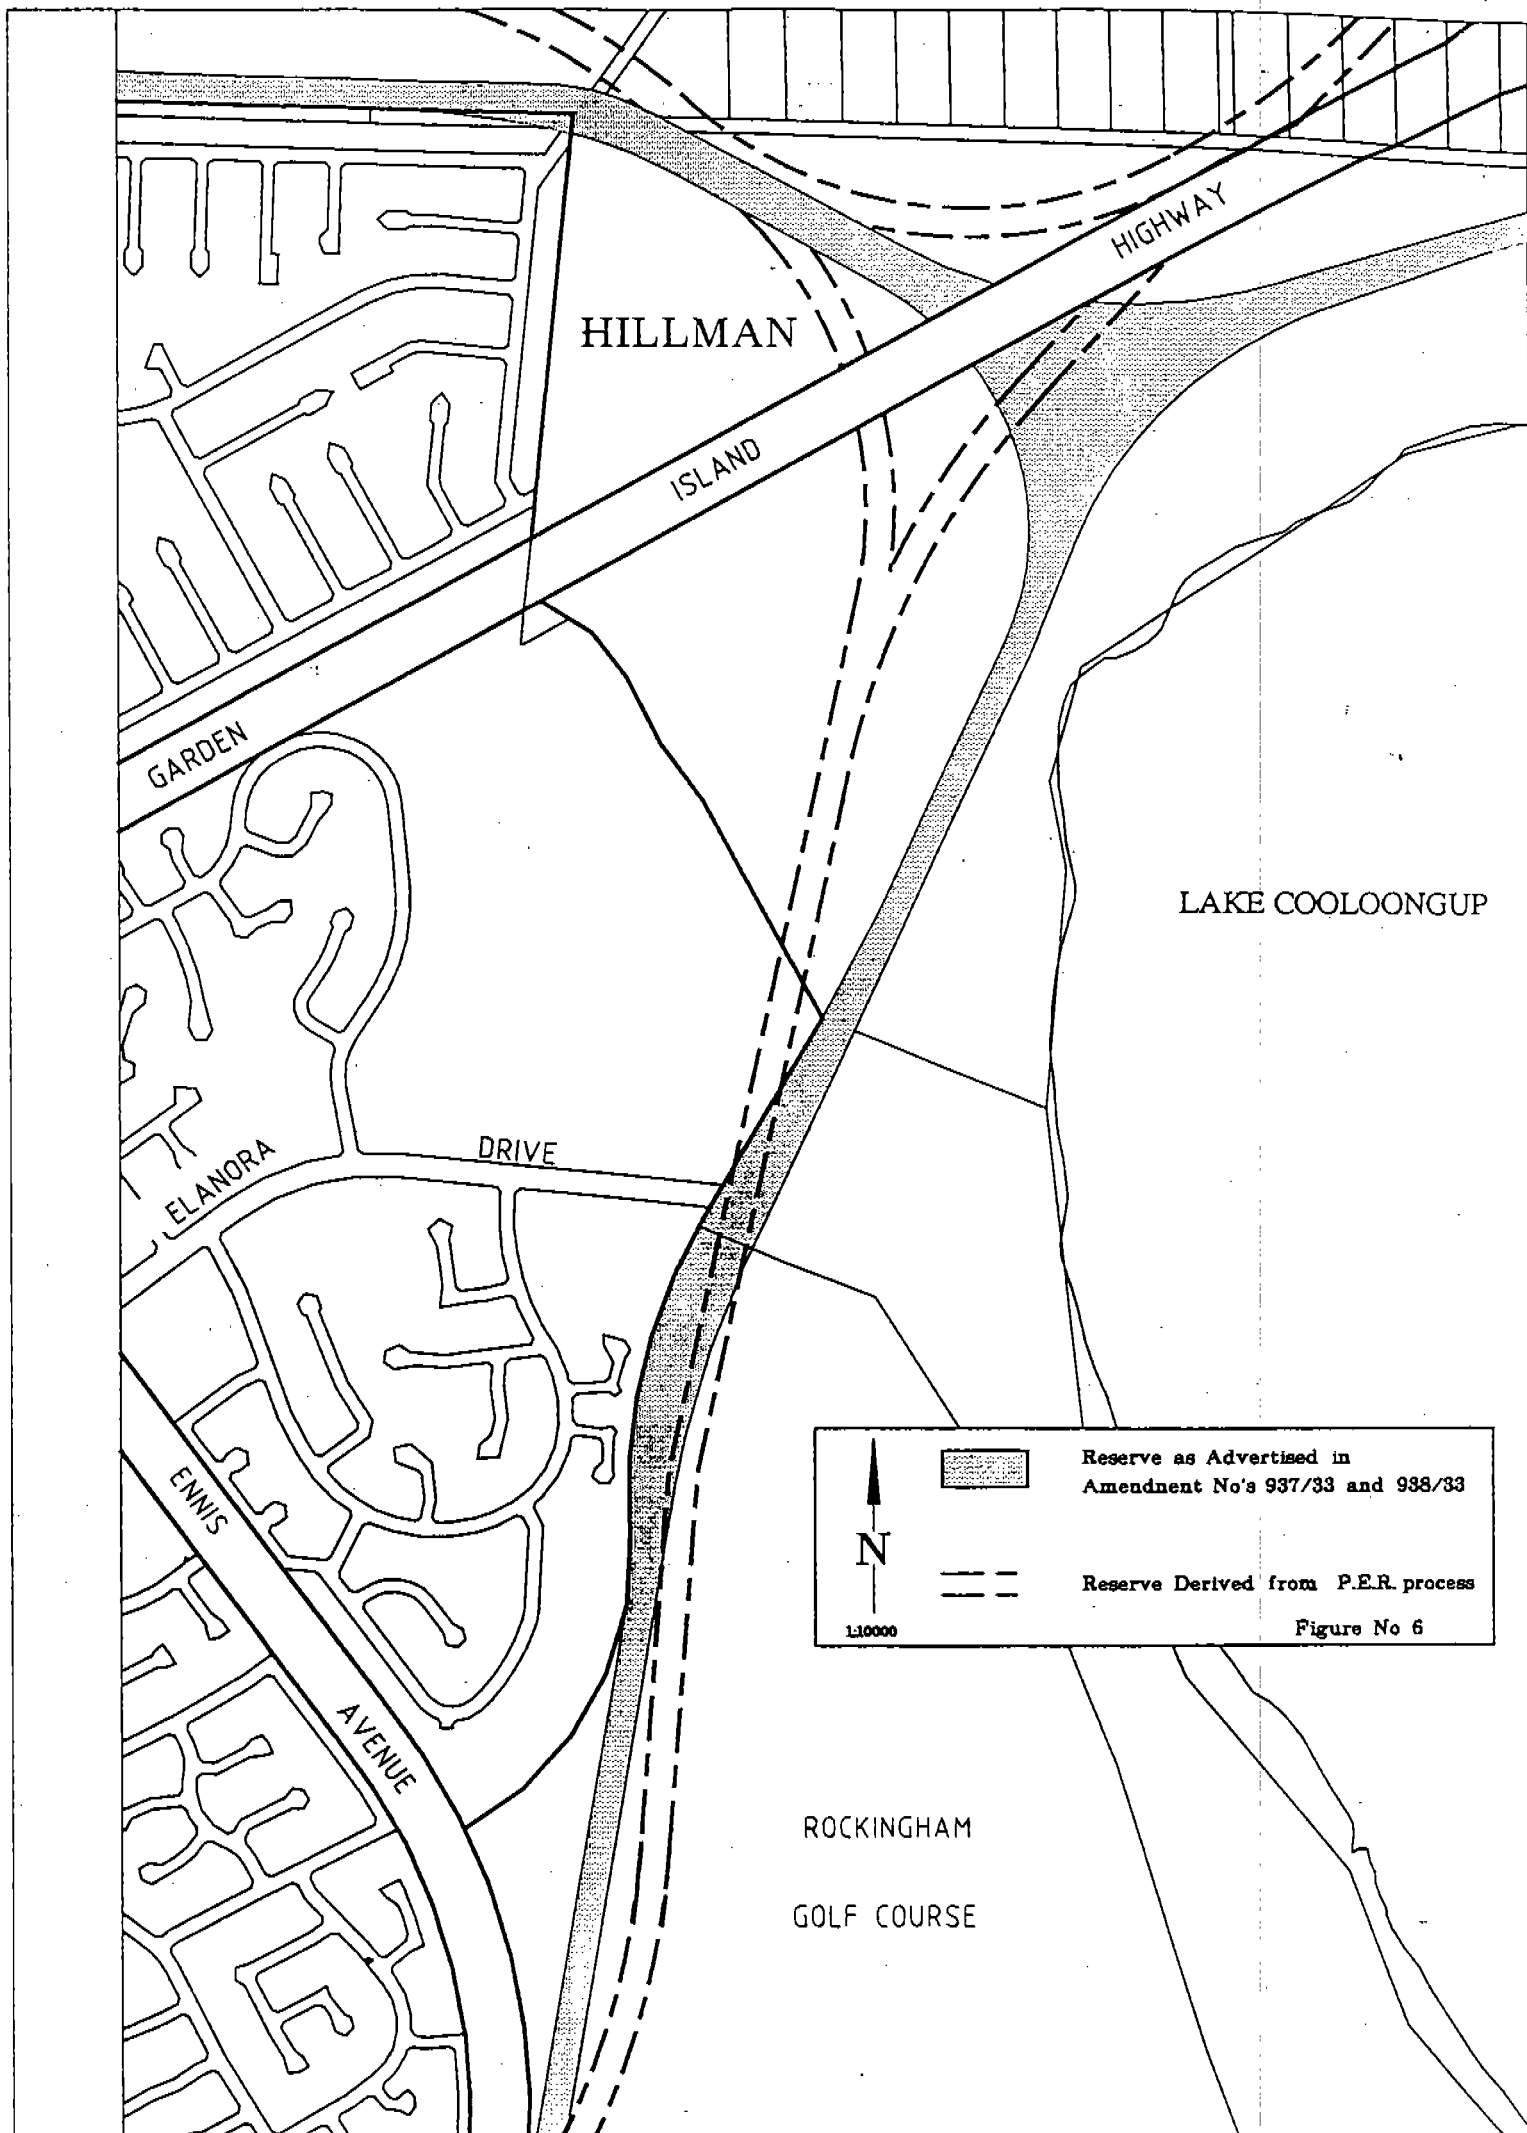 HIGHWAY
HILLMAN
ISLAND
GARDEN
LAKE COOLOONGUP
DRIVE
ELANORA
Reserve as Advertised in
Amendnent No's 937/33 and 938/33
ENNIS
N
Reserve Derived from P.E.R. process
1:10000
Figure No 6
AVENUE
ROCKINGHAM
GOLF COURSE